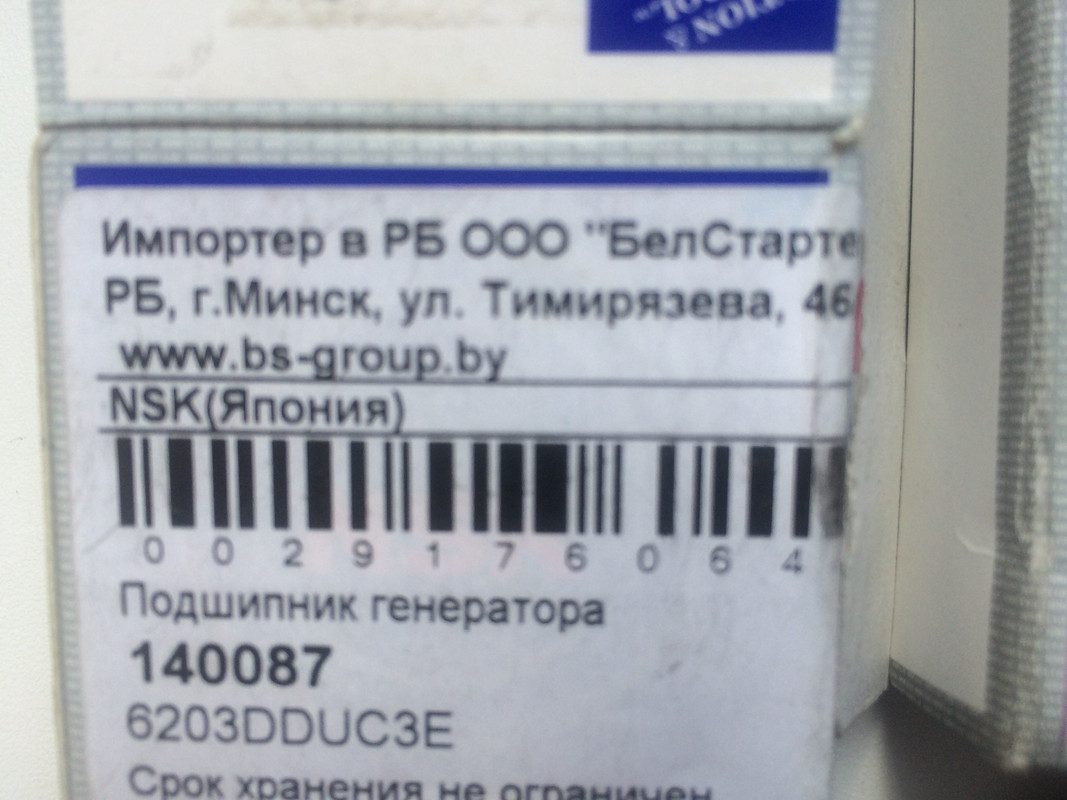 Импортер в РБ ООО "БелСтарте
РБ, г.Минск, ул. Тимирязева, 46
www.bs-group.by
NSK(Япония)
0 0 2 9 1 7 6 0 6 4
Подшипник генератора
140087
6203DDUC3E
Срок хранения не ограничен